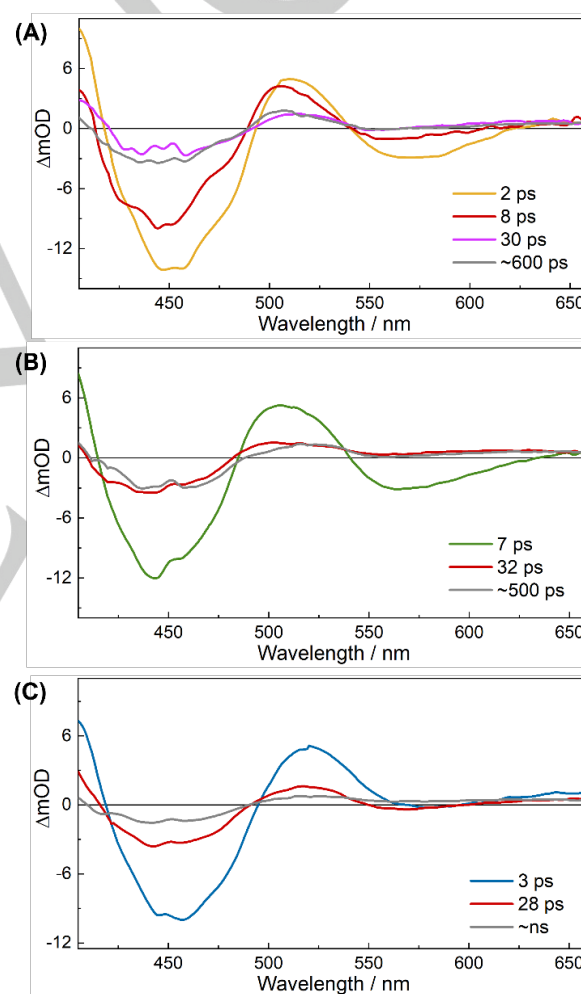 (A)
6
0
-6
-12
ΔmOD
2 ps
8 ps
30 ps
~600 ps
450 500 550 600 650
Wavelength / nm
(B)
6
0
-6
-12
ΔmOD
7 ps
32 ps
~500 ps
450 500 550 600 650
Wavelength / nm
(C)
6
0
-6
-12
ΔmOD
3 ps
28 ps
~ns
450 500 550 600 650
Wavelength / nm